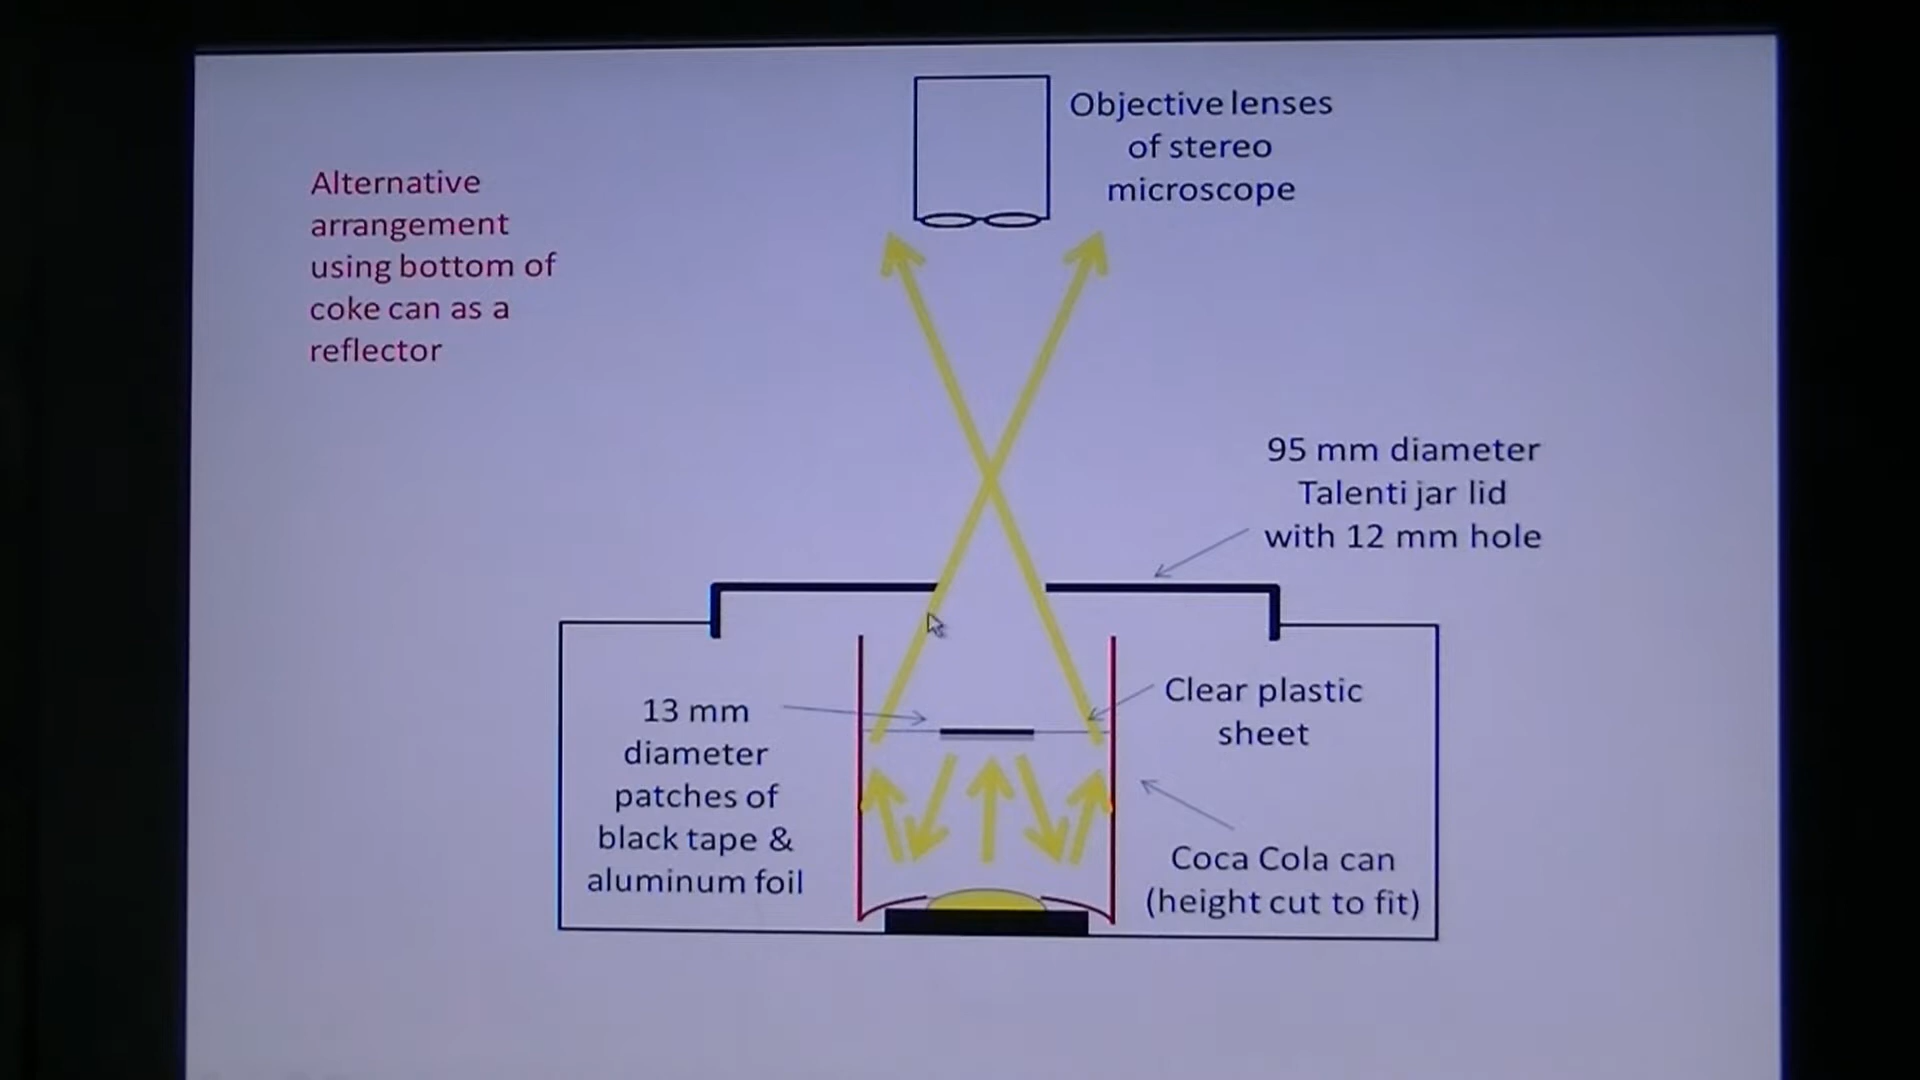 Objective lenses
of stereo
microscope
Alternative
arrangement
using bottom of
coke can as a
reflector
95 mm diameter
Talenti jar lid
with 12 mm hole
13 mm
diameter
patches of
black tape &
aluminum foil
Clear plastic
sheet
Coca Cola can
(height cut to fit)